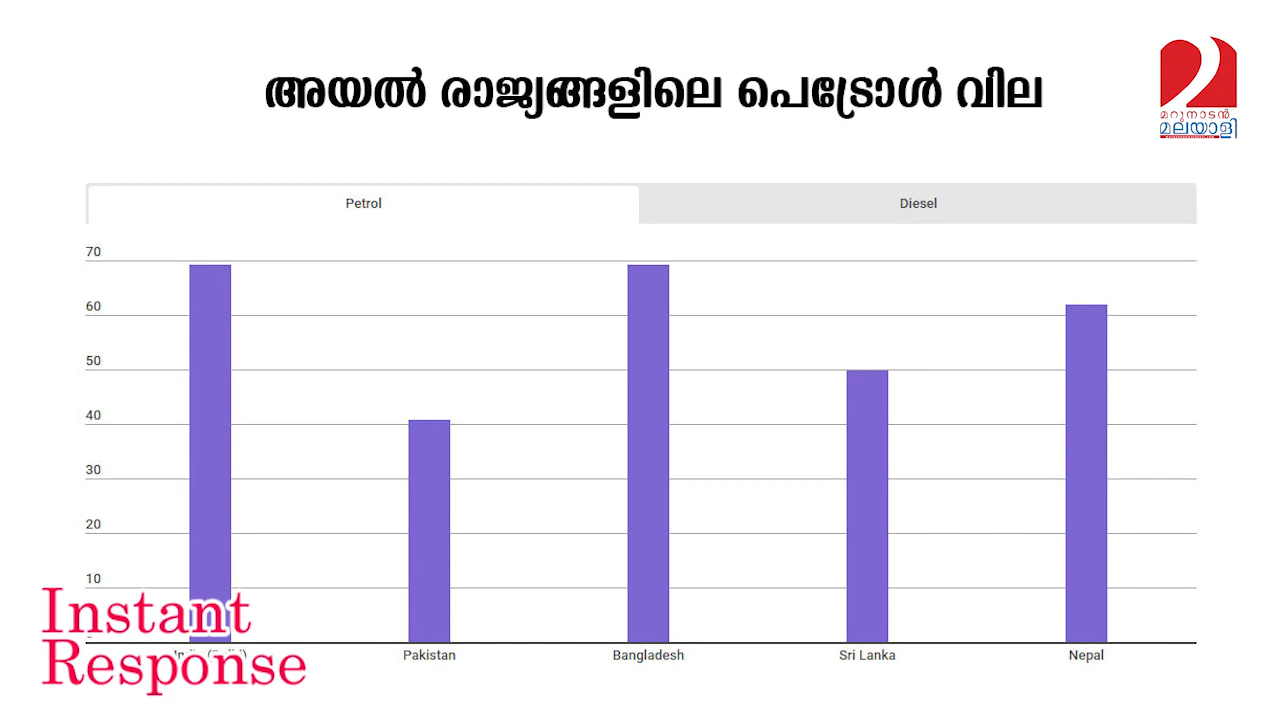 അയൽ രാജ്യങ്ങളിലെ പെട്രോൾ വില
മറുനാടൻ
മലയാളി
Petrol Diesel
70
60
50
40
30
20
10
Pakistan Bangladesh Sri Lanka Nepal
Instant
Response